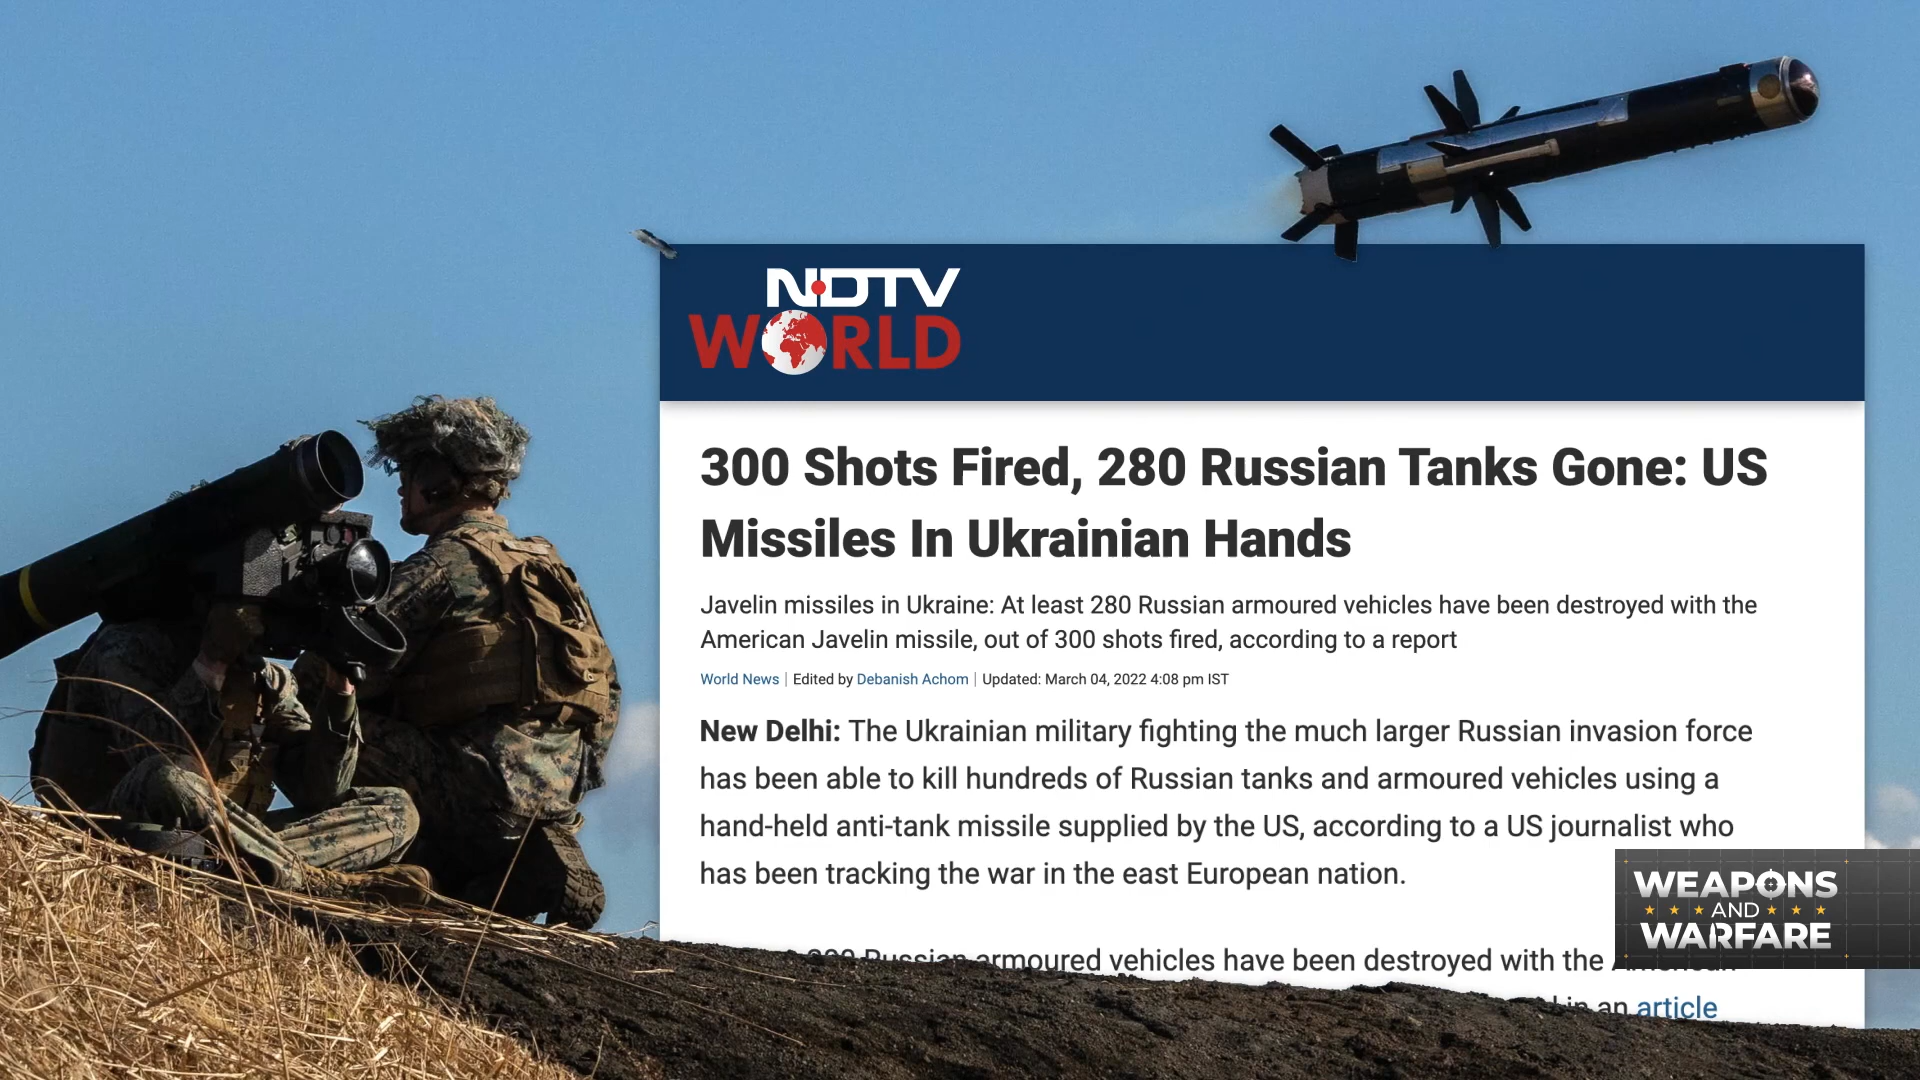 NDTV
WORLD
300 Shots Fired, 280 Russian Tanks Gone: US
Missiles In Ukrainian Hands
Javelin missiles in Ukraine: At least 280 Russian armoured vehicles have been destroyed with the
American Javelin missile, out of 300 shots fired, according to a report
World News | Edited by Debanish Achom | Updated: March 04, 2022 4:08 pm IST
New Delhi: The Ukrainian military fighting the much larger Russian invasion force
has been able to kill hundreds of Russian tanks and armoured vehicles using a
hand-held anti-tank missile supplied by the US, according to a US journalist who
has been tracking the war in the east European nation.
Russian armoured vehicles have been destroyed with the
in an article
WEAPONS
AND
WARFARE